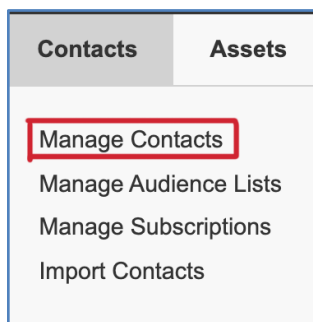 Contacts Assets
Manage Contacts
Manage Audience Lists
Manage Subscriptions
Import Contacts